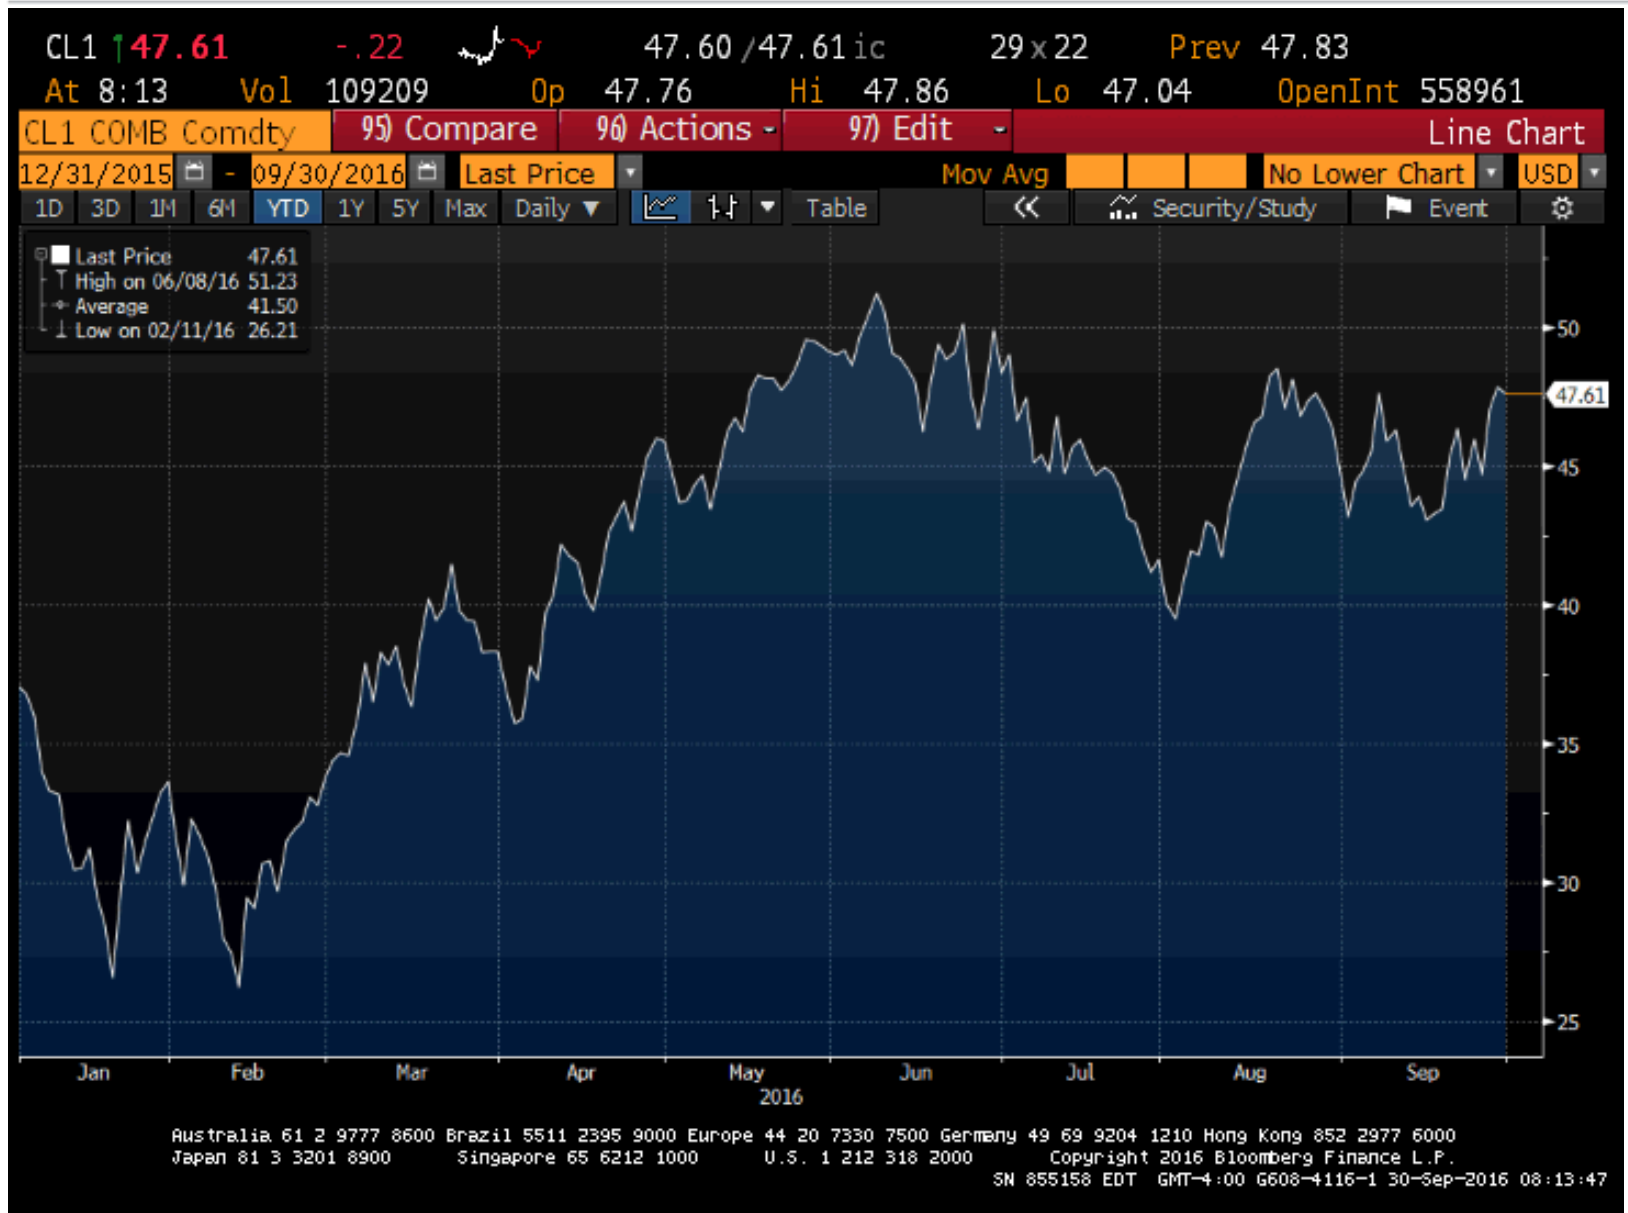 CL1 ↑47.61 -.22 47.60/47.61ic 29x22 Prev 47.83
At 8:13 Vol 109209 Op 47.76 Hi 47.86 Lo 47.04 OpenInt 558961
CL1 COMB Comdty 95) Compare 96) Actions 97) Edit Line Chart
12/31/2015 - 09/30/2016 Last Price Mov Avg No Lower Chart USD
1D 3D 1M 6M YTD 1Y 5Y Max Daily ▼ Table « Security/Study Event
Last Price 47.61
High on 06/08/16 51.23
Average 41.50
Low on 02/11/16 26.21
50
47.61
45
40
35
30
25
Jan Feb Mar Apr May Jun Jul Aug Sep
2016
Australia 61 2 9777 8600 Brazil 5511 2395 9000 Europe 44 20 7330 7500 Germany 49 69 9204 1210 Hong Kong 852 2977 6000
Japan 81 3 3201 8900 Singapore 65 6212 1000 U.S. 1 212 318 2000 Copyright 2016 Bloomberg Finance L.P.
SN 855158 EDT GMT-4:00 G608-4116-1 30-Sep-2016 08:13:47